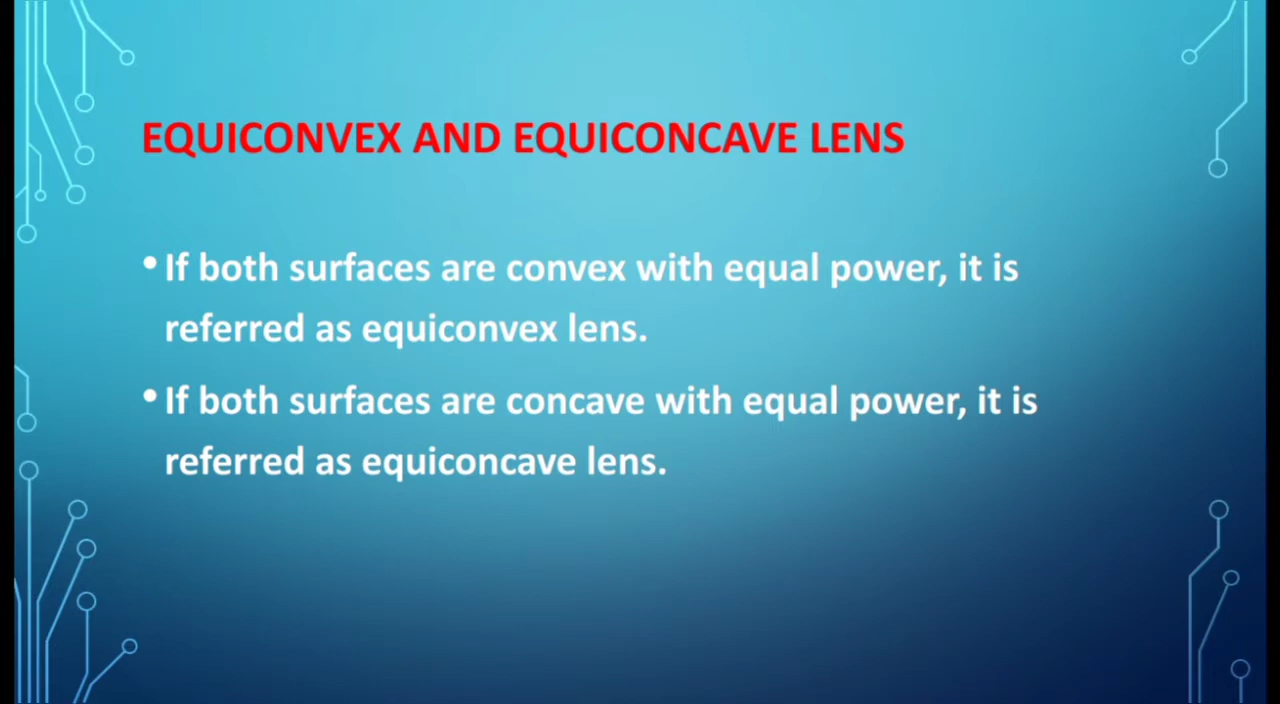 EQUICONVEX AND EQUICONCAVE LENS
• If both surfaces are convex with equal power, it is
referred as equiconvex lens.
• If both surfaces are concave with equal power, it is
referred as equiconcave lens.